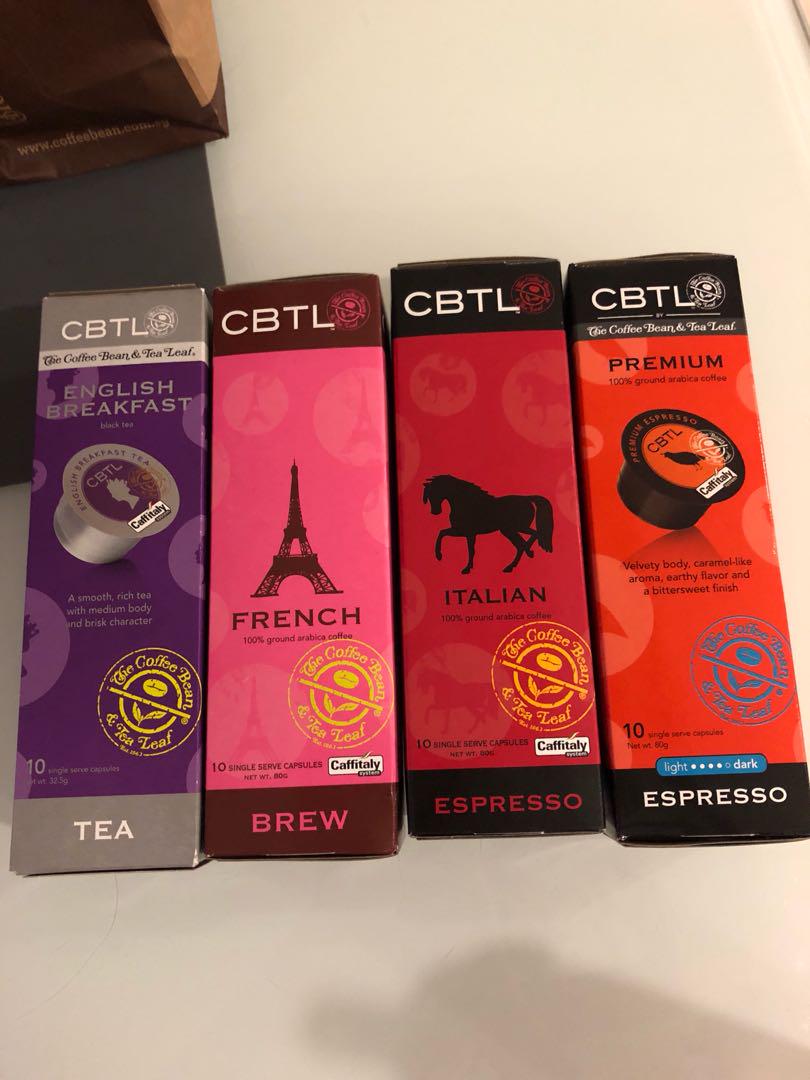 www.coffeebean.com.sg
CBTL
The Coffee Bean & Tea Leaf®
ENGLISH
BREAKFAST
black tea
ENGLISH BREAKFAST TEA
CBTL
Caffitaly
A smooth, rich tea
with medium body
and brisk character
The Coffee Bean
& Tea Leaf
10 single serve capsules
Net wt. 32.5g
TEA
CBTL
FRENCH
100% ground arabica coffee
The Coffee Bean
& Tea Leaf
10 SINGLE SERVE CAPSULES
NET WT. 80G
Caffitaly
system
BREW
CBTL
ITALIAN
100% ground arabica coffee
The Coffee Bean
& Tea Leaf
10 SINGLE SERVE CAPSULES
NET WT. 80G
Caffitaly
system
ESPRESSO
CBTL
BY
The Coffee Bean & Tea Leaf
PREMIUM
100% ground arabica coffee
PREMIUM ESPRESSO
CBTL
Caffitaly
Velvety body, caramel-like
aroma, earthy flavor and
a bittersweet finish
The Coffee Bean
& Tea Leaf
10 single serve capsules
Net wt. 80g
light dark
ESPRESSO